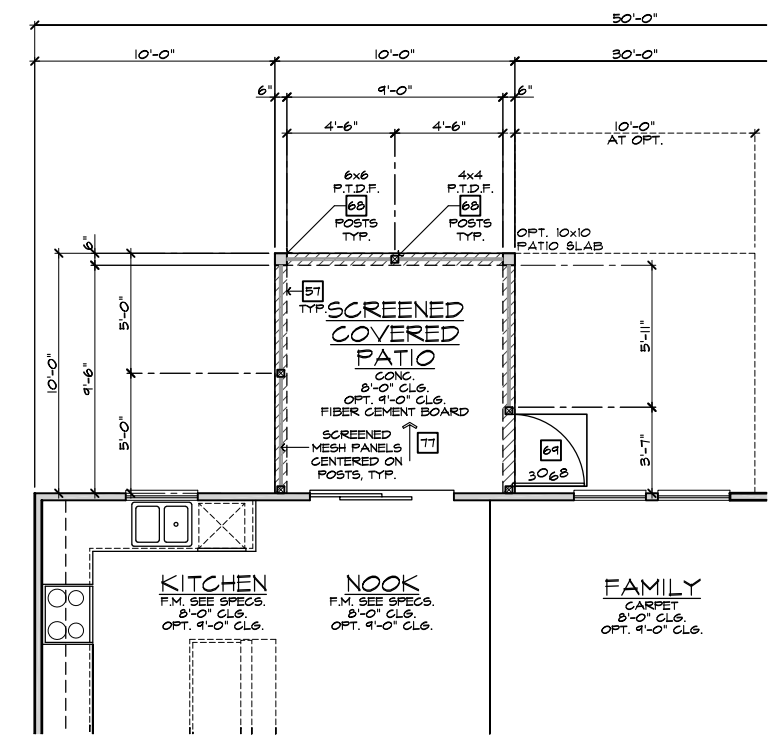 50'-0"
10'-0"
10'-0"
30'-0"
6"
9'-0"
6"
4'-6"
4'-6"
10'-0"
AT OPT.
6x6
P.T.D.F.
68
POSTS
TYP.
4x4
P.T.D.F.
68
POSTS
TYP.
OPT. 10x10
PATIO SLAB
6"
5'-0"
10'-0"
9'-6"
5'-0"
57
TYP.
SCREENED
COVERED
PATIO
CONC.
8'-0" CLG.
OPT. 9'-0" CLG.
FIBER CEMENT BOARD
SCREENED
MESH PANELS
CENTERED ON
POSTS, TYP.
77
5'-11"
3'-7"
69
3068
KITCHEN
F.M. SEE SPECS.
8'-0" CLG.
OPT. 9'-0" CLG.
NOOK
F.M. SEE SPECS.
8'-0" CLG.
OPT. 9'-0" CLG.
FAMILY
CARPET
8'-0" CLG.
OPT. 9'-0" CLG.